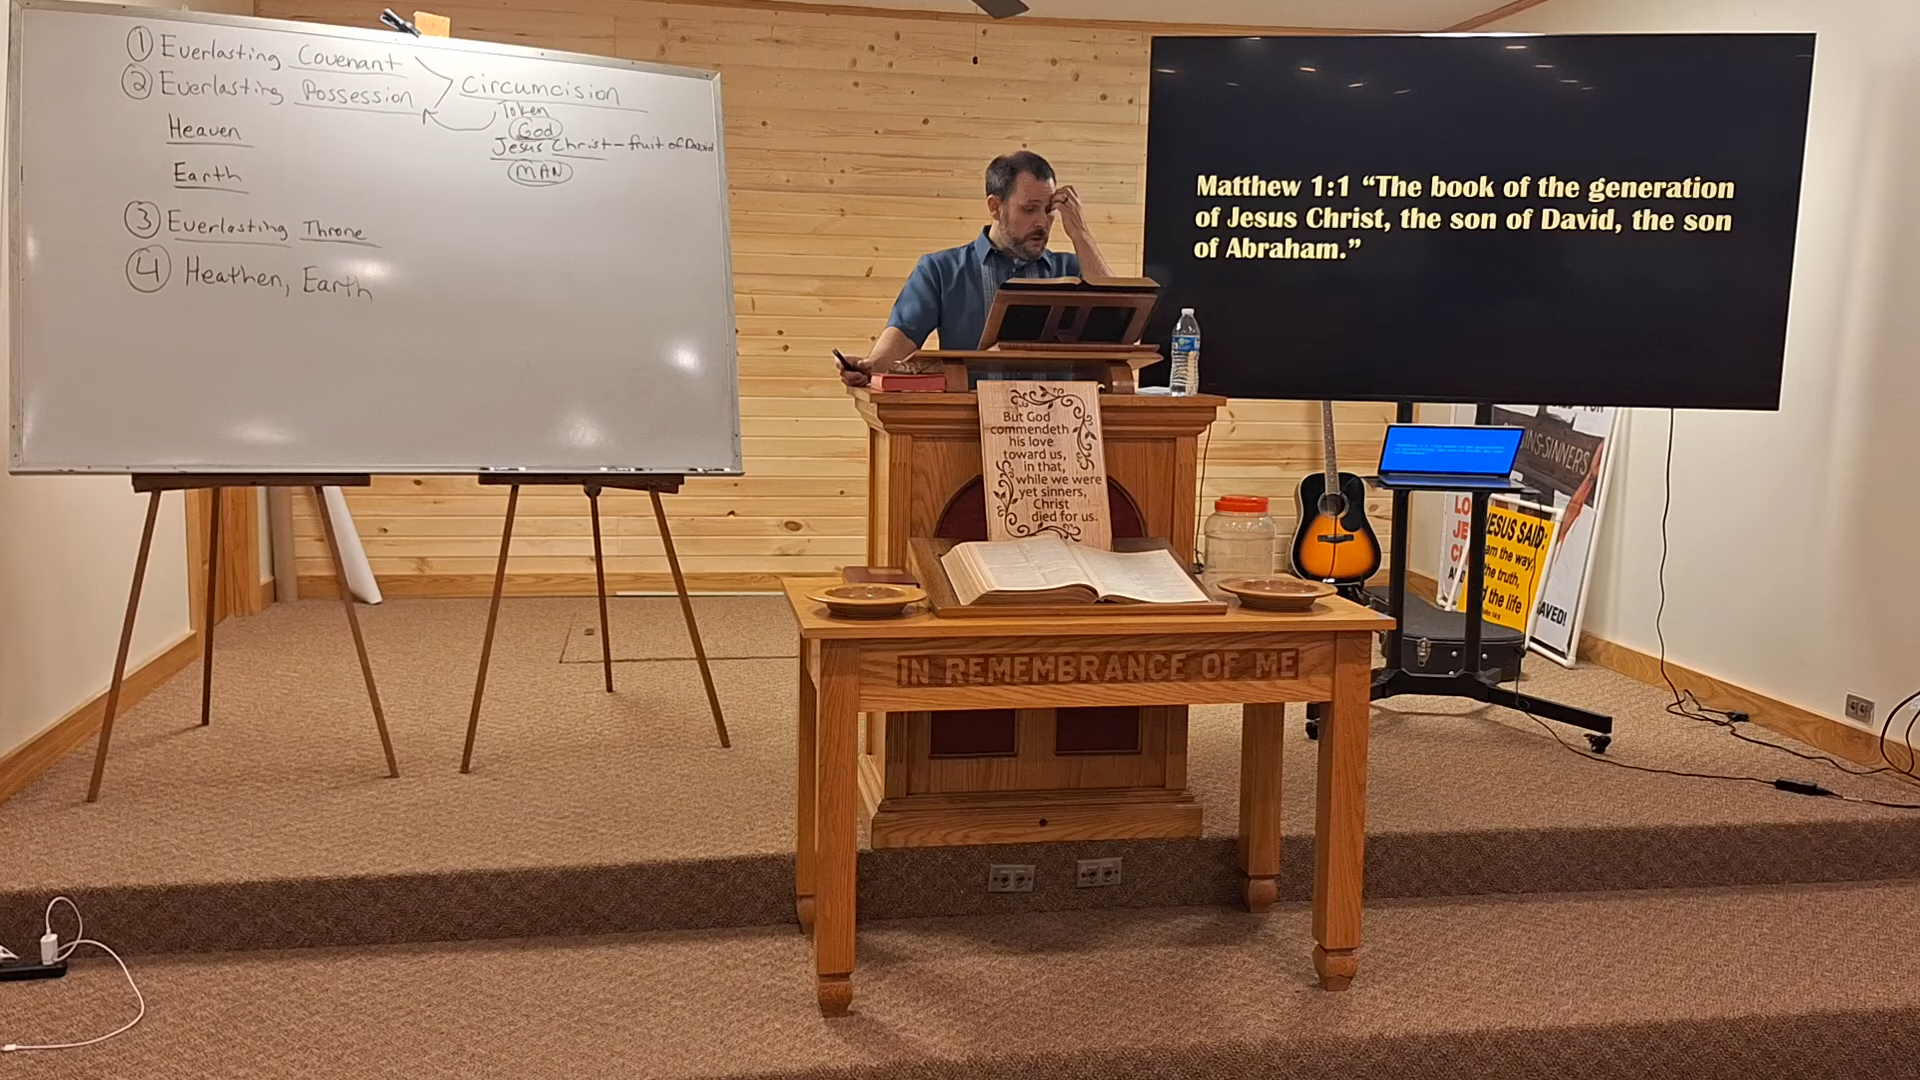 ① Everlasting Covenant
② Everlasting Possession
Circumcision
Token
God
Jesus Christ – fruit of David
MAN
Heaven
Earth
③ Everlasting Throne
④ Heathen, Earth
Matthew 1:1 “The book of the generation
of Jesus Christ, the son of David, the son
of Abraham.”
But God
commendeth
his love
toward us,
in that,
while we were
yet sinners,
Christ
died for us.
IN REMEMBRANCE OF ME
SINNERS
JESUS SAID:
am the way
the truth,
the life